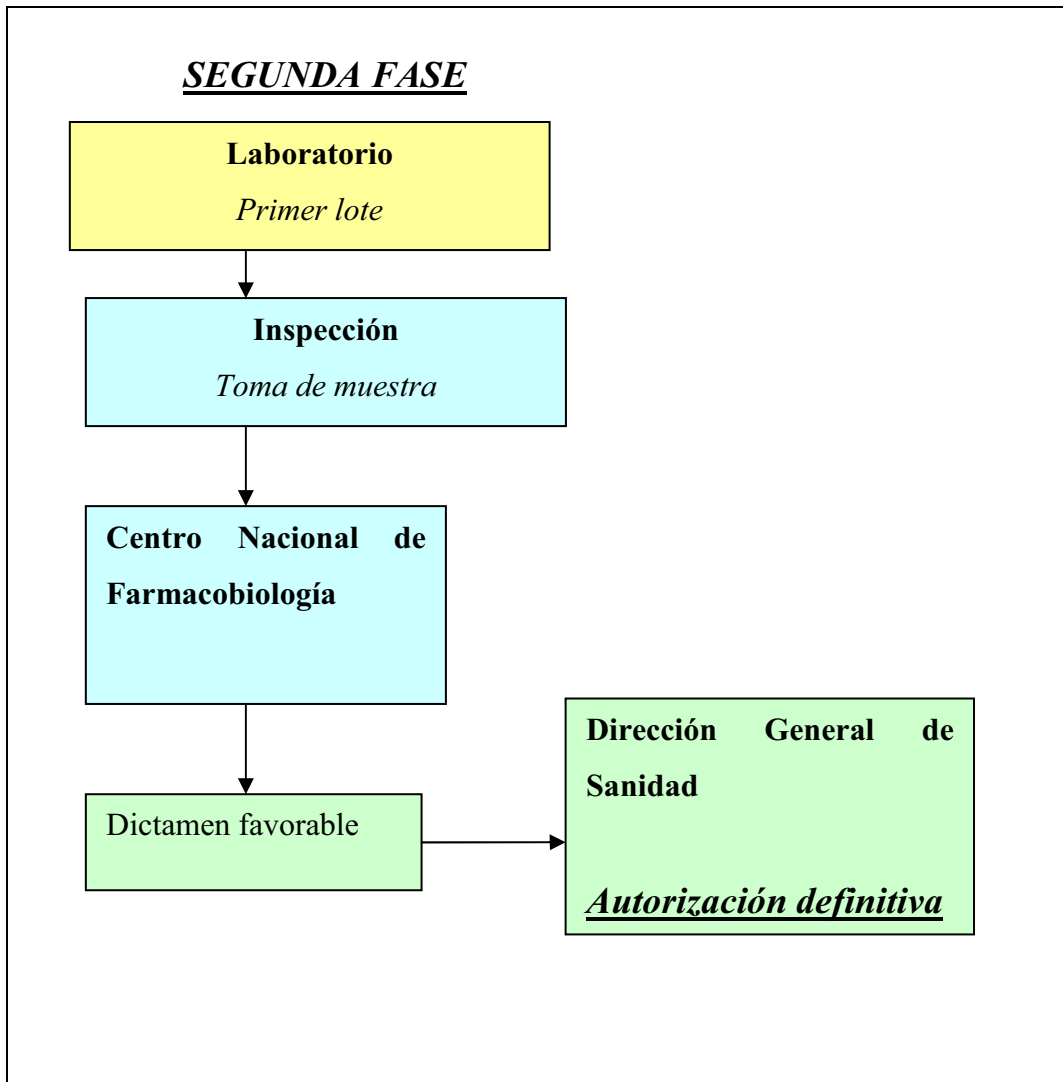 SEGUNDA FASE
Laboratorio
Primer lote
Inspección
Toma de muestra
Centro Nacional de
Farmacobiología
Dictamen favorable
Dirección General de
Sanidad
Autorización definitiva